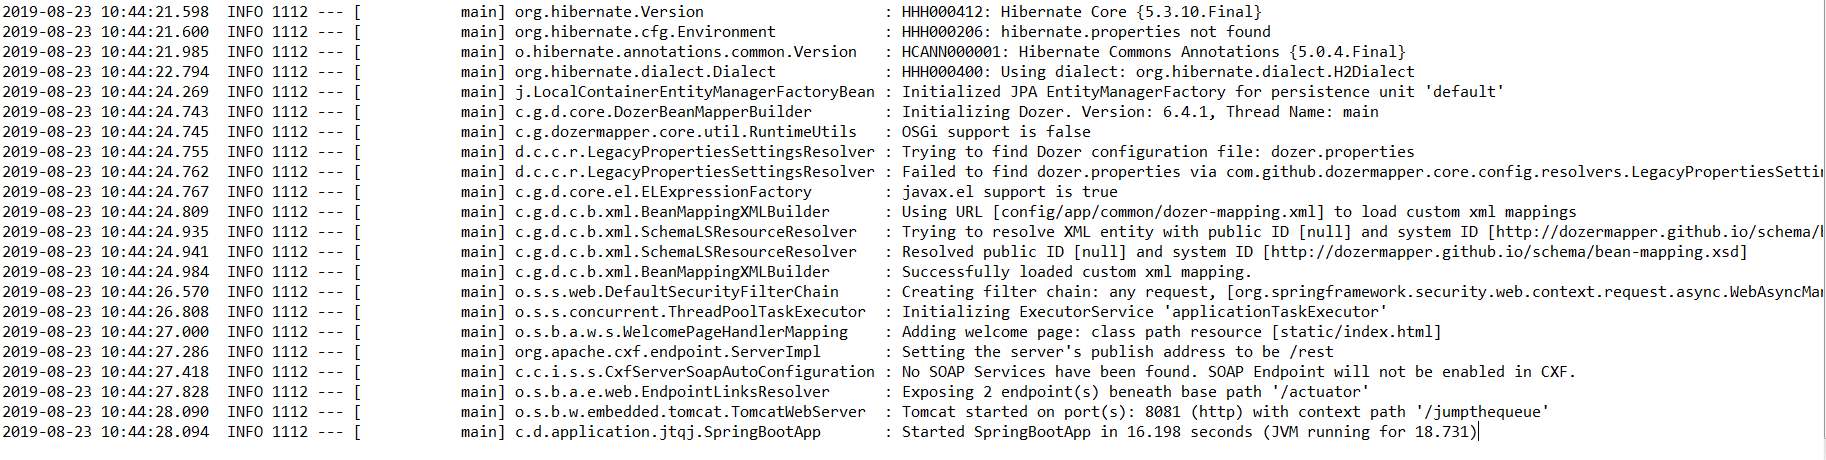 2019-08-23 10:44:21.598  INFO 1112 --- [           main] org.hibernate.Version                    : HHH000412: Hibernate Core {5.3.10.Final}
2019-08-23 10:44:21.600  INFO 1112 --- [           main] org.hibernate.cfg.Environment            : HHH000206: hibernate.properties not found
2019-08-23 10:44:21.985  INFO 1112 --- [           main] o.hibernate.annotations.common.Version   : HCANN000001: Hibernate Commons Annotations {5.0.4.Final}
2019-08-23 10:44:22.794  INFO 1112 --- [           main] org.hibernate.dialect.Dialect            : HHH000400: Using dialect: org.hibernate.dialect.H2Dialect
2019-08-23 10:44:24.269  INFO 1112 --- [           main] j.LocalContainerEntityManagerFactoryBean : Initialized JPA EntityManagerFactory for persistence unit 'default'
2019-08-23 10:44:24.743  INFO 1112 --- [           main] c.g.d.core.DozerBeanMapperBuilder        : Initializing Dozer. Version: 6.4.1, Thread Name: main
2019-08-23 10:44:24.745  INFO 1112 --- [           main] c.g.dozermapper.core.util.RuntimeUtils   : OSGi support is false
2019-08-23 10:44:24.755  INFO 1112 --- [           main] d.c.c.r.LegacyPropertiesSettingsResolver : Trying to find Dozer configuration file: dozer.properties
2019-08-23 10:44:24.762  INFO 1112 --- [           main] d.c.c.r.LegacyPropertiesSettingsResolver : Failed to find dozer.properties via com.github.dozermapper.core.config.resolvers.LegacyPropertiesSettin
2019-08-23 10:44:24.767  INFO 1112 --- [           main] c.g.d.core.el.ELExpressionFactory        : javax.el support is true
2019-08-23 10:44:24.809  INFO 1112 --- [           main] c.g.d.c.b.xml.BeanMappingXMLBuilder      : Using URL [config/app/common/dozer-mapping.xml] to load custom xml mappings
2019-08-23 10:44:24.935  INFO 1112 --- [           main] c.g.d.c.b.xml.SchemaLSResourceResolver   : Trying to resolve XML entity with public ID [null] and system ID [http://dozermapper.github.io/schema/b
2019-08-23 10:44:24.941  INFO 1112 --- [           main] c.g.d.c.b.xml.SchemaLSResourceResolver   : Resolved public ID [null] and system ID [http://dozermapper.github.io/schema/bean-mapping.xsd]
2019-08-23 10:44:24.984  INFO 1112 --- [           main] c.g.d.c.b.xml.BeanMappingXMLBuilder      : Successfully loaded custom xml mapping.
2019-08-23 10:44:26.570  INFO 1112 --- [           main] o.s.s.web.DefaultSecurityFilterChain     : Creating filter chain: any request, [org.springframework.security.web.context.request.async.WebAsyncMan
2019-08-23 10:44:26.808  INFO 1112 --- [           main] o.s.s.concurrent.ThreadPoolTaskExecutor  : Initializing ExecutorService 'applicationTaskExecutor'
2019-08-23 10:44:27.000  INFO 1112 --- [           main] o.s.b.a.w.s.WelcomePageHandlerMapping    : Adding welcome page: class path resource [static/index.html]
2019-08-23 10:44:27.286  INFO 1112 --- [           main] org.apache.cxf.endpoint.ServerImpl       : Setting the server's publish address to be /rest
2019-08-23 10:44:27.418  INFO 1112 --- [           main] c.c.i.s.s.CxfServerSoapAutoConfiguration : No SOAP Services have been found. SOAP Endpoint will not be enabled in CXF.
2019-08-23 10:44:27.828  INFO 1112 --- [           main] o.s.b.a.e.web.EndpointLinksResolver      : Exposing 2 endpoint(s) beneath base path '/actuator'
2019-08-23 10:44:28.090  INFO 1112 --- [           main] o.s.b.w.embedded.tomcat.TomcatWebServer  : Tomcat started on port(s): 8081 (http) with context path '/jumpthequeue'
2019-08-23 10:44:28.094  INFO 1112 --- [           main] c.d.application.jtqj.SpringBootApp       : Started SpringBootApp in 16.198 seconds (JVM running for 18.731)